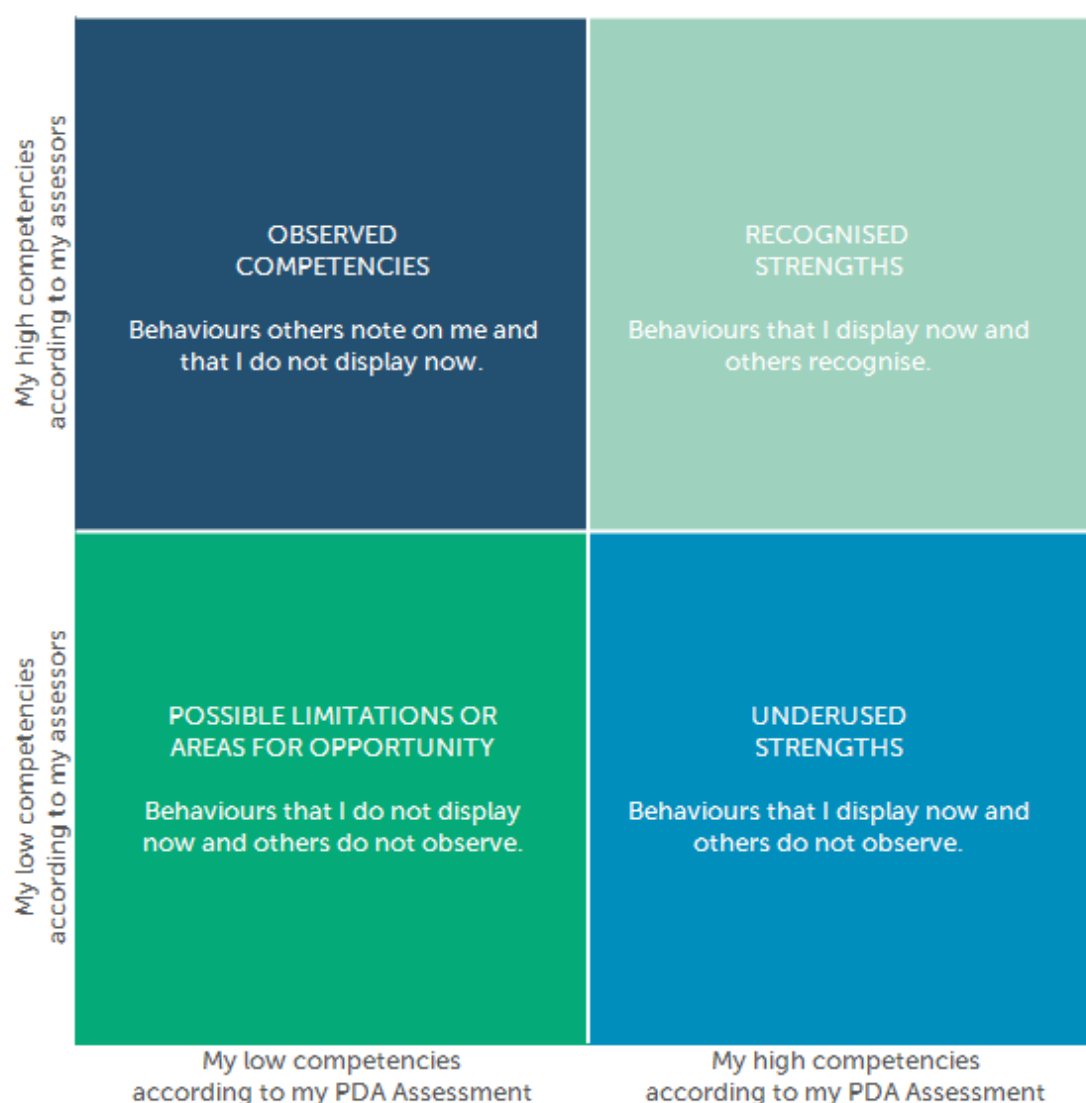 My high competencies
according to my assessors
OBSERVED
COMPETENCIES
Behaviours others note on me and
that I do not display now.
RECOGNISED
STRENGTHS
Behaviours that I display now and
others recognise.
My low competencies
according to my assessors
POSSIBLE LIMITATIONS OR
AREAS FOR OPPORTUNITY
Behaviours that I do not display
now and others do not observe.
UNDERUSED
STRENGTHS
Behaviours that I display now and
others do not observe.
My low competencies
according to my PDA Assessment
My high competencies
according to my PDA Assessment